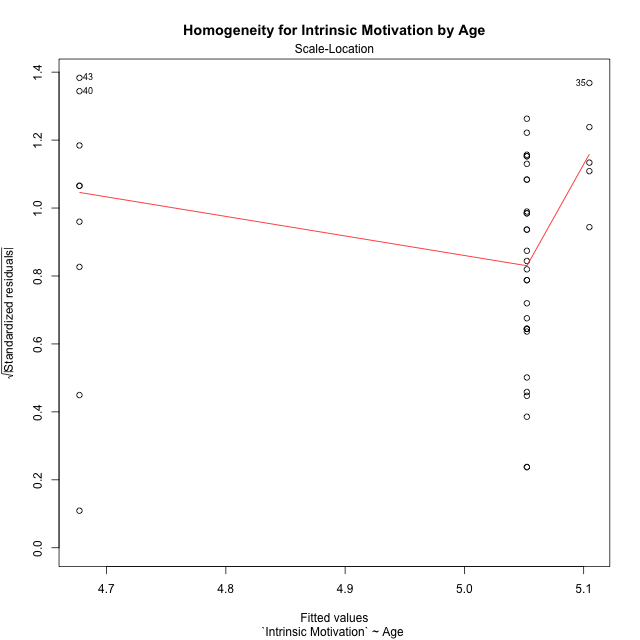 Homogeneity for Intrinsic Motivation by Age
Scale-Location
√|Standardized residuals|
1.4
1.2
1.0
0.8
0.6
0.4
0.2
0.0
43
40
35
4.7 4.8 4.9 5.0 5.1
Fitted values
`Intrinsic Motivation` ~ Age